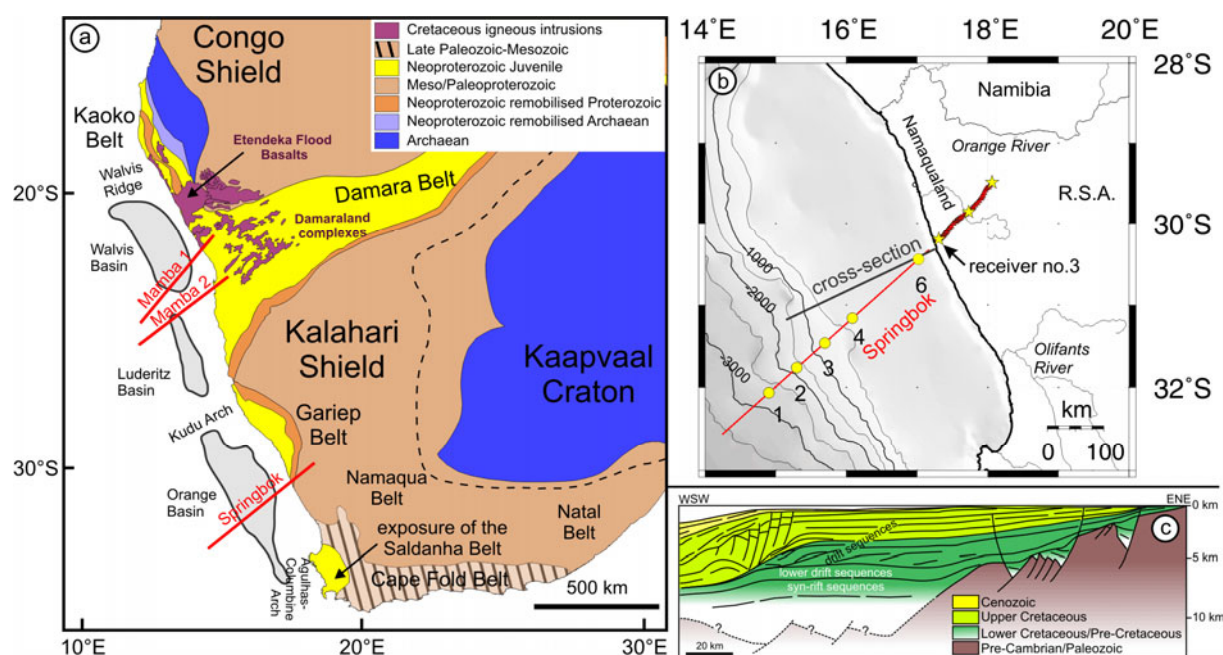 a
Congo
Shield
Kaoko
Belt
Etendeka Flood
Basalts
Walvis
Ridge
20°S
Damara Belt
Damaraland
complexes
Walvis
Basin
Mamba 1
Mamba 2
Kalahari
Shield
Kaapvaal
Craton
Luderitz
Basin
Kudu Arch
Gariep
Belt
30°S
Orange
Basin
Springbok
Namaqua
Belt
Natal
Belt
exposure of the
Saldanha Belt
Cape Fold Belt
Agulhas-
Columbine
Arch
500 km
10°E
20°E
30°E
Cretaceous igneous intrusions
Late Paleozoic-Mesozoic
Neoproterozoic Juvenile
Meso/Paleoproterozoic
Neoproterozoic remobilised Proterozoic
Neoproterozoic remobilised Archaean
Archaean
14°E
16°E
18°E
20°E
b
28°S
Namibia
Namaqualand
Orange River
R.S.A.
30°S
receiver no.3
cross-section
-1000
-2000
-3000
6
Springbok
4
3
2
1
Olifants
River
32°S
km
0
100
WSW
ENE
0 km
c
drift sequences
5 km
lower drift sequences
syn-rift sequences
10 km
?
?
?
20 km
Cenozoic
Upper Cretaceous
Lower Cretaceous/Pre-Cretaceous
Pre-Cambrian/Paleozoic